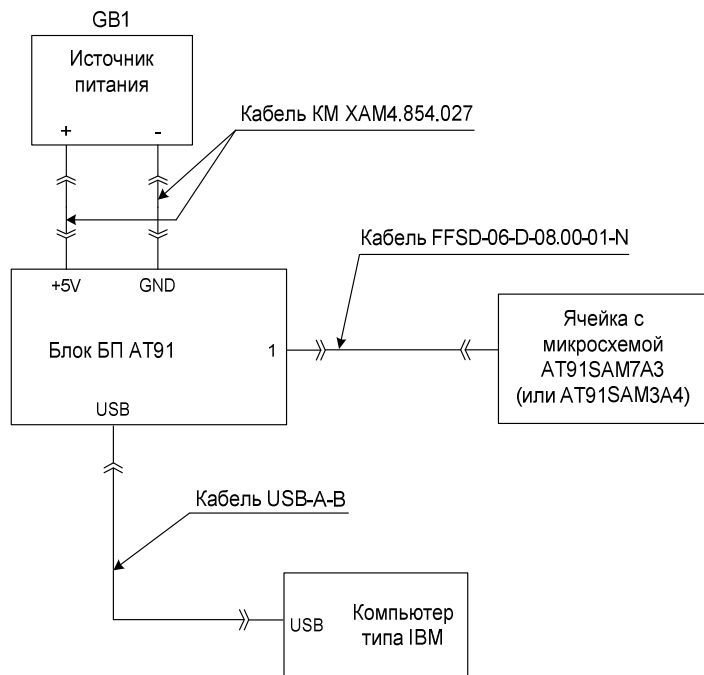 GB1
Источник
питания
+ -
Кабель КМ ХАМ4.854.027
Кабель FFSD-06-D-08.00-01-N
+5V GND
Блок БП АТ91
1
USB
Ячейка с
микросхемой
AT91SAM7A3
(или AT91SAM3A4)
Кабель USB-A-B
USB
Компьютер
типа IBM